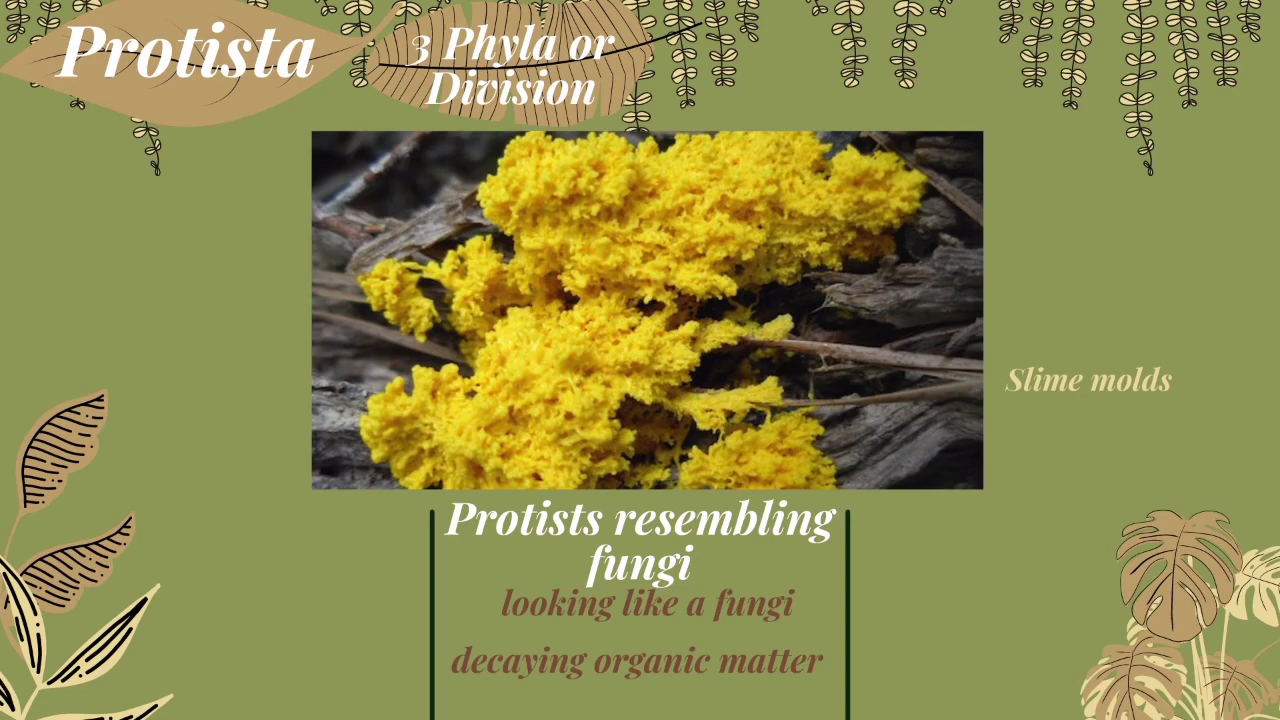 Protista
3 Phyla or
Division
Slime molds
Protists resembling
fungi
looking like a fungi
decaying organic matter